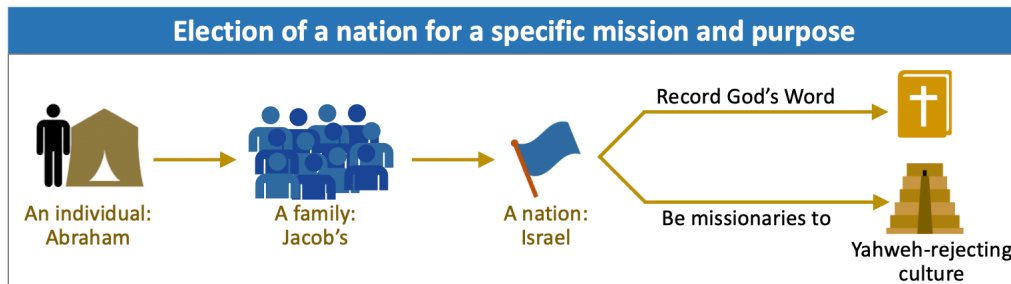 Election of a nation for a specific mission and purpose
Record God's Word
An individual:
Abraham
A family:
Jacob's
A nation:
Israel
Be missionaries to
Yahweh-rejecting
culture